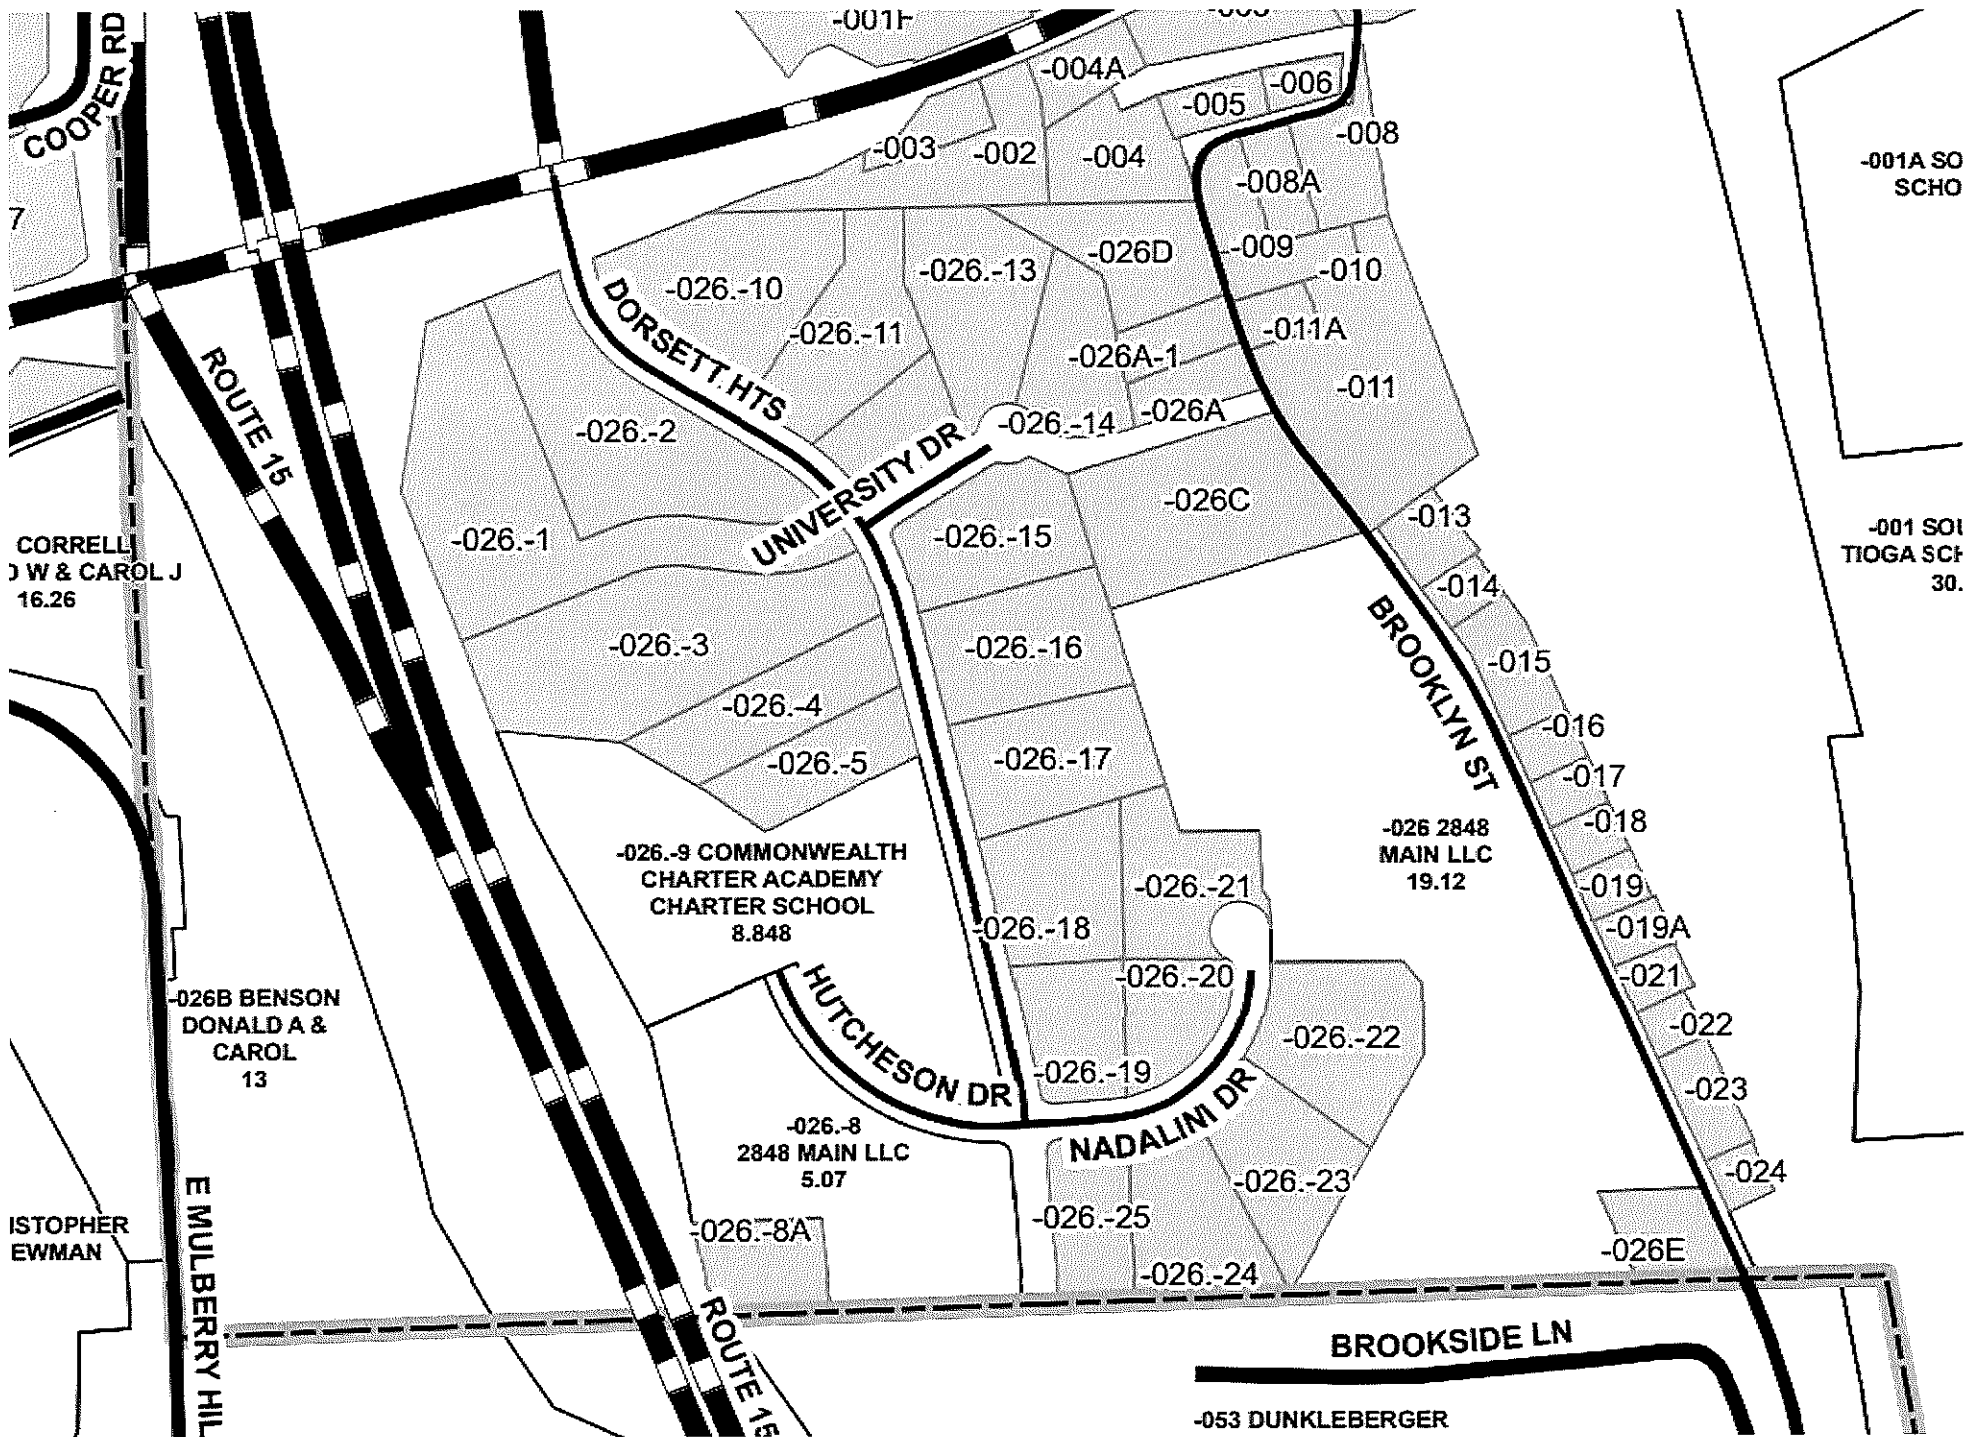 -001F
COOPER RD
-004A
-006
-005
-008
-003
-002
-004
-001A SO
SCHO
-008A
7
-009
-026D
-026.-13
-010
-026.-10
DORSETT HTS
-026.-11
-011A
-026A-1
ROUTE 15
-011
-026A
-026.-14
-026.-2
UNIVERSITY DR
-026C
-013
-026.-15
-026.-1
CORRELL
D W & CAROL J
16.26
-001 SOU
TIOGA SCH
30.
-014
BROOKLYN ST
-026.-3
-026.-16
-015
-026.-4
-016
-026.-5
-026.-17
-017
-018
-026 2848
MAIN LLC
19.12
-026.-9 COMMONWEALTH
CHARTER ACADEMY
CHARTER SCHOOL
8.848
-026.-21
-019
-026.-18
-019A
-026.-20
-021
HUTCHESON DR
-026B BENSON
DONALD A &
CAROL
13
-022
-026.-22
-026.-19
-023
NADALINI DR
-026.-8
2848 MAIN LLC
5.07
-024
-026.-23
E MULBERRY HIL
-026.-25
ISTOPHER
EWMAN
-026.-8A
-026E
-026.-24
ROUTE 15
BROOKSIDE LN
-053 DUNKLEBERGER